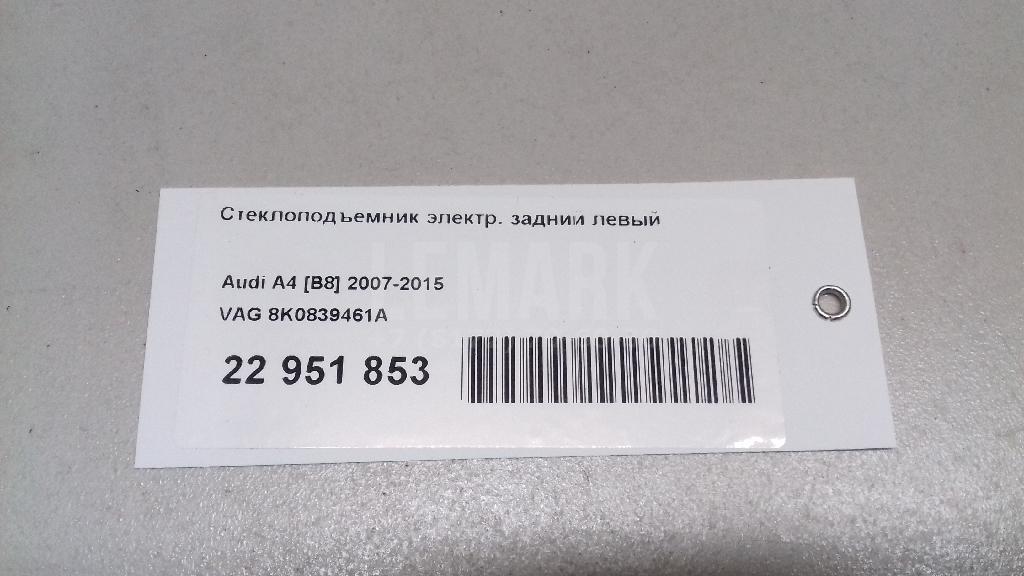 Стеклоподъемник электр. задний левый
LEMARK
Audi A4 [B8] 2007-2015
VAG 8K0839461A
22 951 853